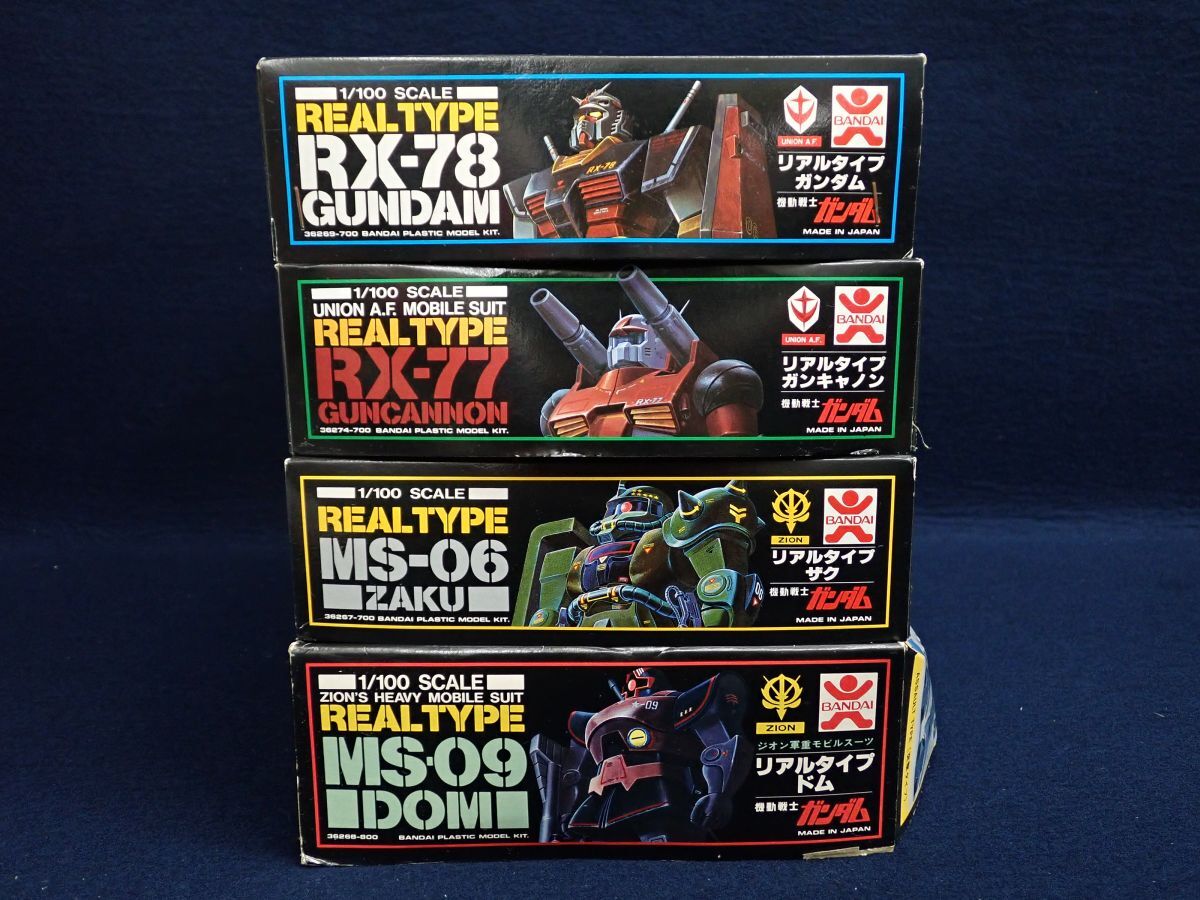 1/100 SCALE
REALTYPE
RX-78
GUNDAM
36269-700 BANDAI PLASTIC MODEL KIT.
RX-78
UNION A.F.
BANDAI
リアルタイプ
ガンダム
機動戦士 ガンダム
MADE IN JAPAN
1/100 SCALE
UNION A.F. MOBILE SUIT
REALTYPE
RX-77
GUNCANNON
36274-700 BANDAI PLASTIC MODEL KIT.
RX-77
UNION A.F.
BANDAI
リアルタイプ
ガンキャノン
機動戦士 ガンダム
MADE IN JAPAN
1/100 SCALE
REALTYPE
MS-06
ZAKU
36267-700 BANDAI PLASTIC MODEL KIT.
08
ZION
BANDAI
リアルタイプ
ザク
機動戦士 ガンダム
MADE IN JAPAN
1/100 SCALE
ZION'S HEAVY MOBILE SUIT
REALTYPE
MS-09
DOM
36268-800 BANDAI PLASTIC MODEL KIT.
-09
ZION
BANDAI
ジオン軍重モビルスーツ
リアルタイプ
ドム
機動戦士 ガンダム
MADE IN JAPAN